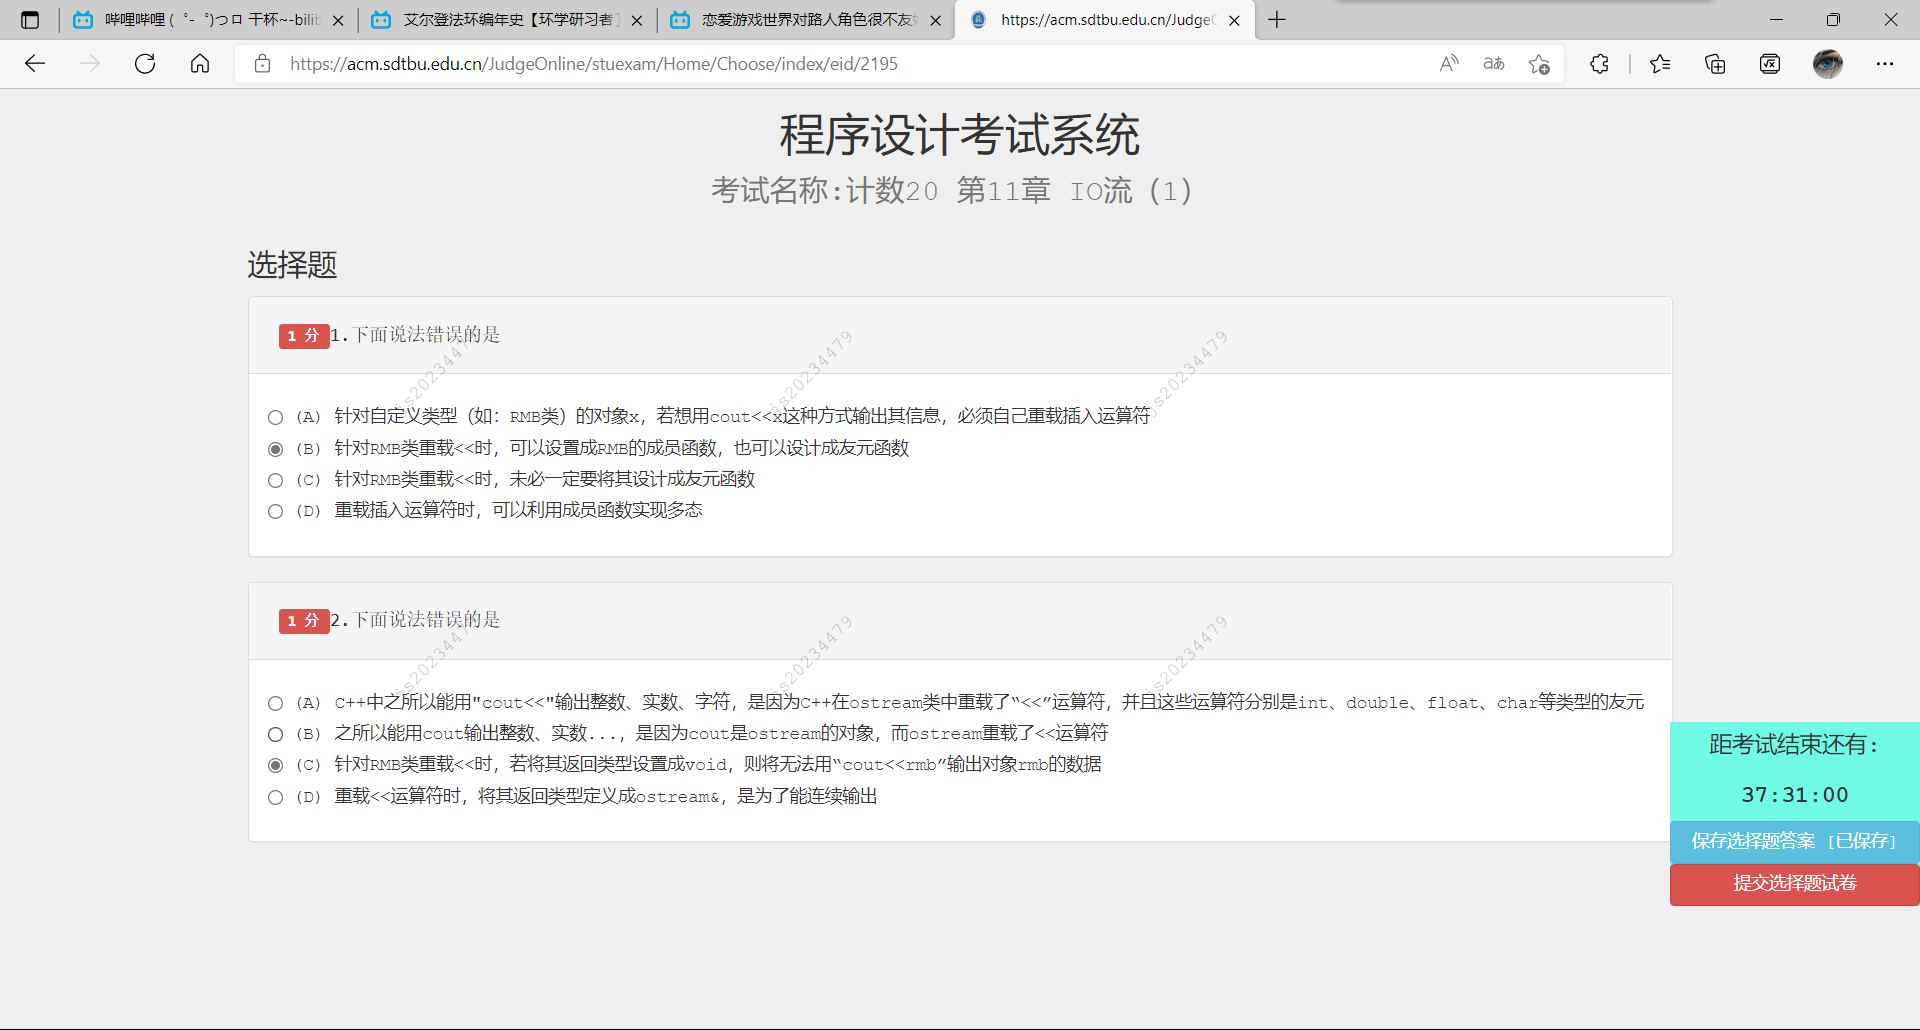 哔哩哔哩 (゜-゜)つロ 干杯~-bilib
艾尔登法环编年史【环学研习者】
恋爱游戏世界对路人角色很不友好
https://acm.sdtbu.edu.cn/JudgeO
https://acm.sdtbu.edu.cn/JudgeOnline/stuexam/Home/Choose/index/eid/2195
程序设计考试系统
考试名称:计数20 第11章 IO流 (1)
选择题
1 分 1.下面说法错误的是
(A) 针对自定义类型（如：RMB类）的对象x，若想用cout<<x这种方式输出其信息，必须自己重载插入运算符
(B) 针对RMB类重载<<时，可以设置成RMB的成员函数，也可以设计成友元函数
(C) 针对RMB类重载<<时，未必一定要将其设计成友元函数
(D) 重载插入运算符时，可以利用成员函数实现多态
js20234479
js20234479
js20234479
1 分 2.下面说法错误的是
(A) C++中之所以能用"cout<<"输出整数、实数、字符，是因为C++在ostream类中重载了“<<”运算符，并且这些运算符分别是int、double、float、char等类型的友元
(B) 之所以能用cout输出整数、实数...，是因为cout是ostream的对象，而ostream重载了<<运算符
(C) 针对RMB类重载<<时，若将其返回类型设置成void，则将无法用“cout<<rmb”输出对象rmb的数据
(D) 重载<<运算符时，将其返回类型定义成ostream&，是为了能连续输出
js20234479
js20234479
js20234479
距考试结束还有:
37:31:00
保存选择题答案 [已保存]
提交选择题试卷